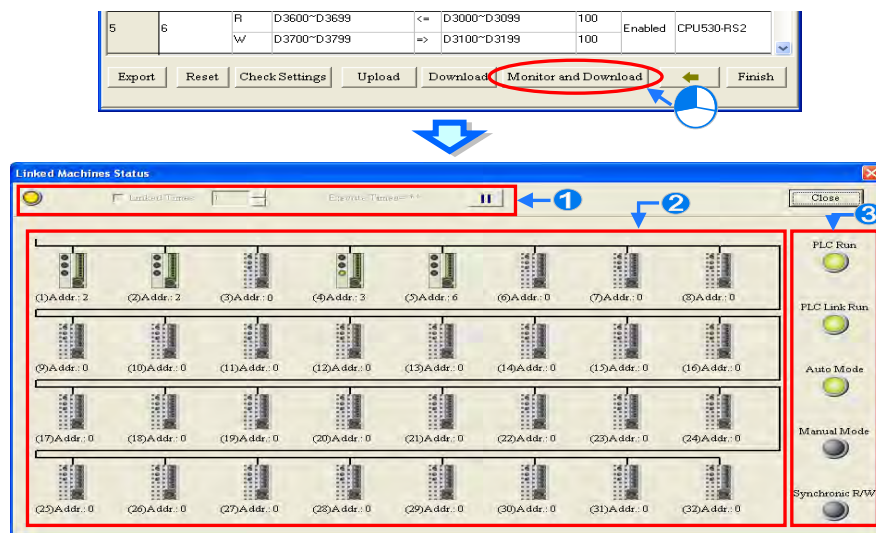 5 6 R D3600~D3699 <= D3000~D3099 100 Enabled CPU530-RS2
W D3700~D3799 => D3100~D3199 100
Export Reset Check Settings Upload Download Monitor and Download Finish
Linked Machines Status
Linked Times 1
1 Close
2
3
PLC Run
(1)Addr.: 2 (2)Addr.: 2 (3)Addr.: 0 (4)Addr.: 3 (5)Addr.: 6 (6)Addr.: 0 (7)Addr.: 0 (8)Addr.: 0
PLC Link Run
(9)Addr.: 0 (10)Addr.: 0 (11)Addr.: 0 (12)Addr.: 0 (13)Addr.: 0 (14)Addr.: 0 (15)Addr.: 0 (16)Addr.: 0
Auto Mode
(17)Addr.: 0 (18)Addr.: 0 (19)Addr.: 0 (20)Addr.: 0 (21)Addr.: 0 (22)Addr.: 0 (23)Addr.: 0 (24)Addr.: 0
Manual Mode
(25)Addr.: 0 (26)Addr.: 0 (27)Addr.: 0 (28)Addr.: 0 (29)Addr.: 0 (30)Addr.: 0 (31)Addr.: 0 (32)Addr.: 0
Synchronic R/W